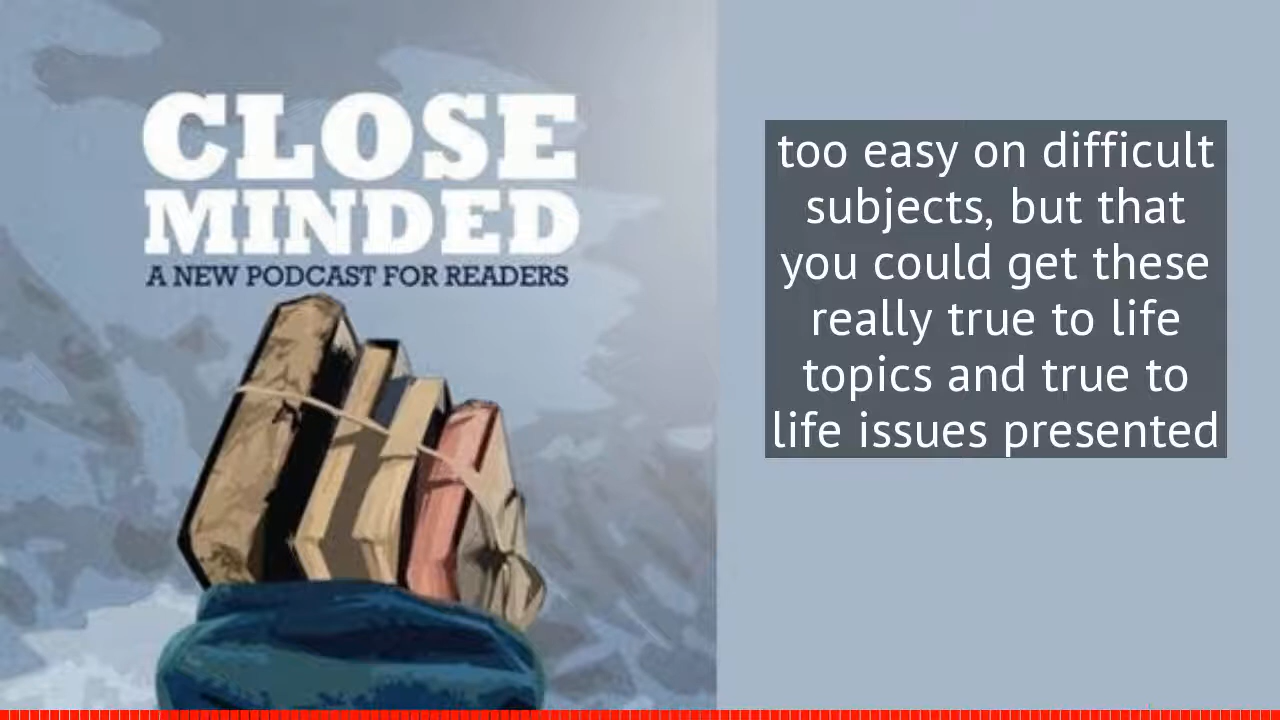 CLOSE
MINDED
A NEW PODCAST FOR READERS
too easy on difficult
subjects, but that
you could get these
really true to life
topics and true to
life issues presented